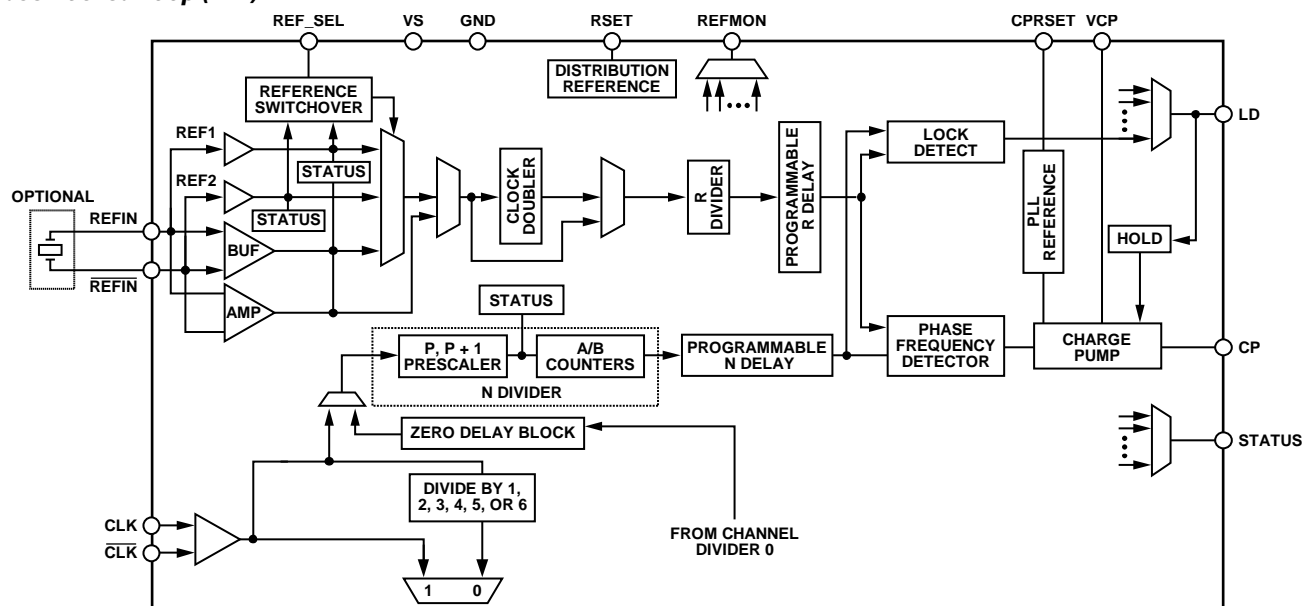 REF_SEL
VS
GND
RSET
REFMON
CPRSET
VCP
REFERENCE
SWITCHOVER
DISTRIBUTION
REFERENCE
REF1
STATUS
REF2
STATUS
OPTIONAL
REFIN
REFIN
BUF
AMP
CLOCK
DOUBLER
R
DIVIDER
PROGRAMMABLE
R DELAY
LOCK
DETECT
PLL
REFERENCE
LD
HOLD
STATUS
P, P + 1
PRESCALER
A/B
COUNTERS
N DIVIDER
PROGRAMMABLE
N DELAY
PHASE
FREQUENCY
DETECTOR
CHARGE
PUMP
CP
ZERO DELAY BLOCK
STATUS
DIVIDE BY 1,
2, 3, 4, 5, OR 6
FROM CHANNEL
DIVIDER 0
CLK
CLK
1 0